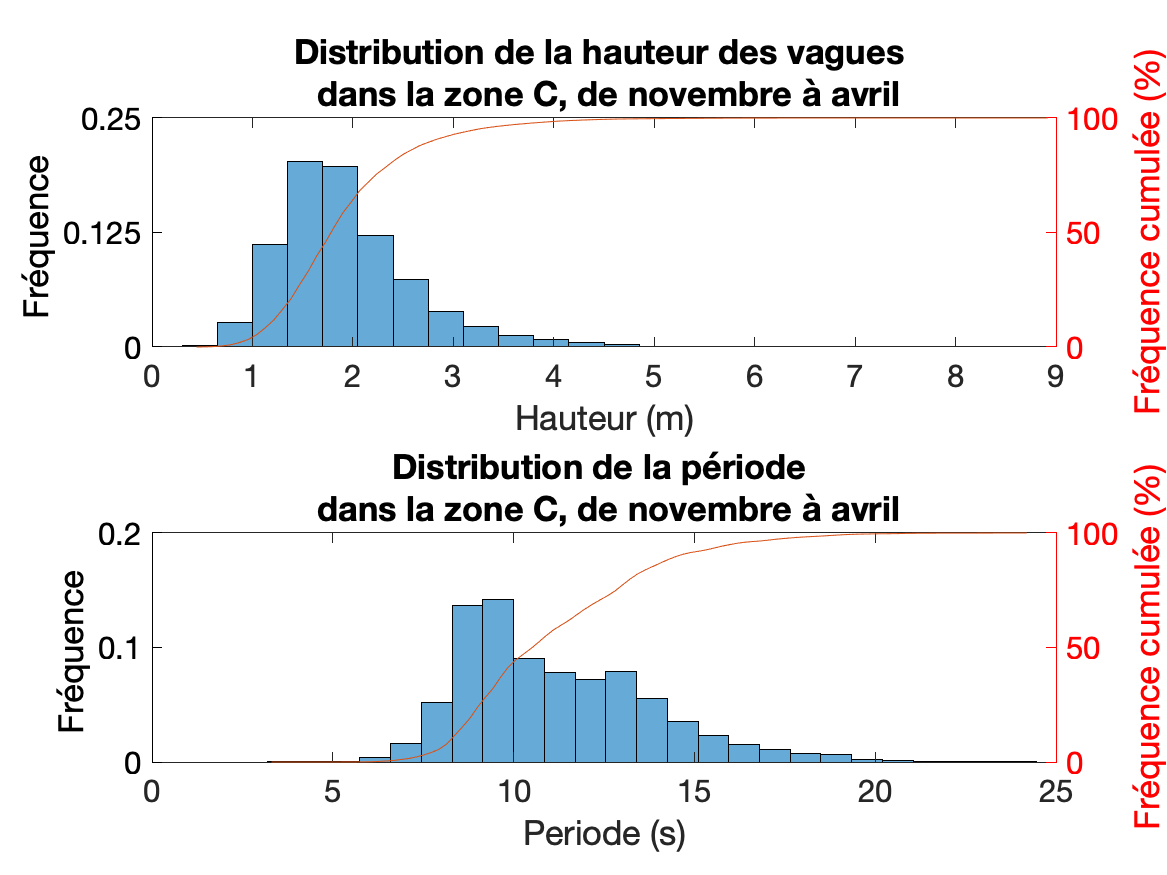 Distribution de la hauteur des vagues
dans la zone C, de novembre à avril
0.25
0.125
0
Fréquence
100
50
0
Fréquence cumulée (%)
0 1 2 3 4 5 6 7 8 9
Hauteur (m)
Distribution de la période
dans la zone C, de novembre à avril
0.2
0.1
0
Fréquence
100
50
0
Fréquence cumulée (%)
0 5 10 15 20 25
Periode (s)